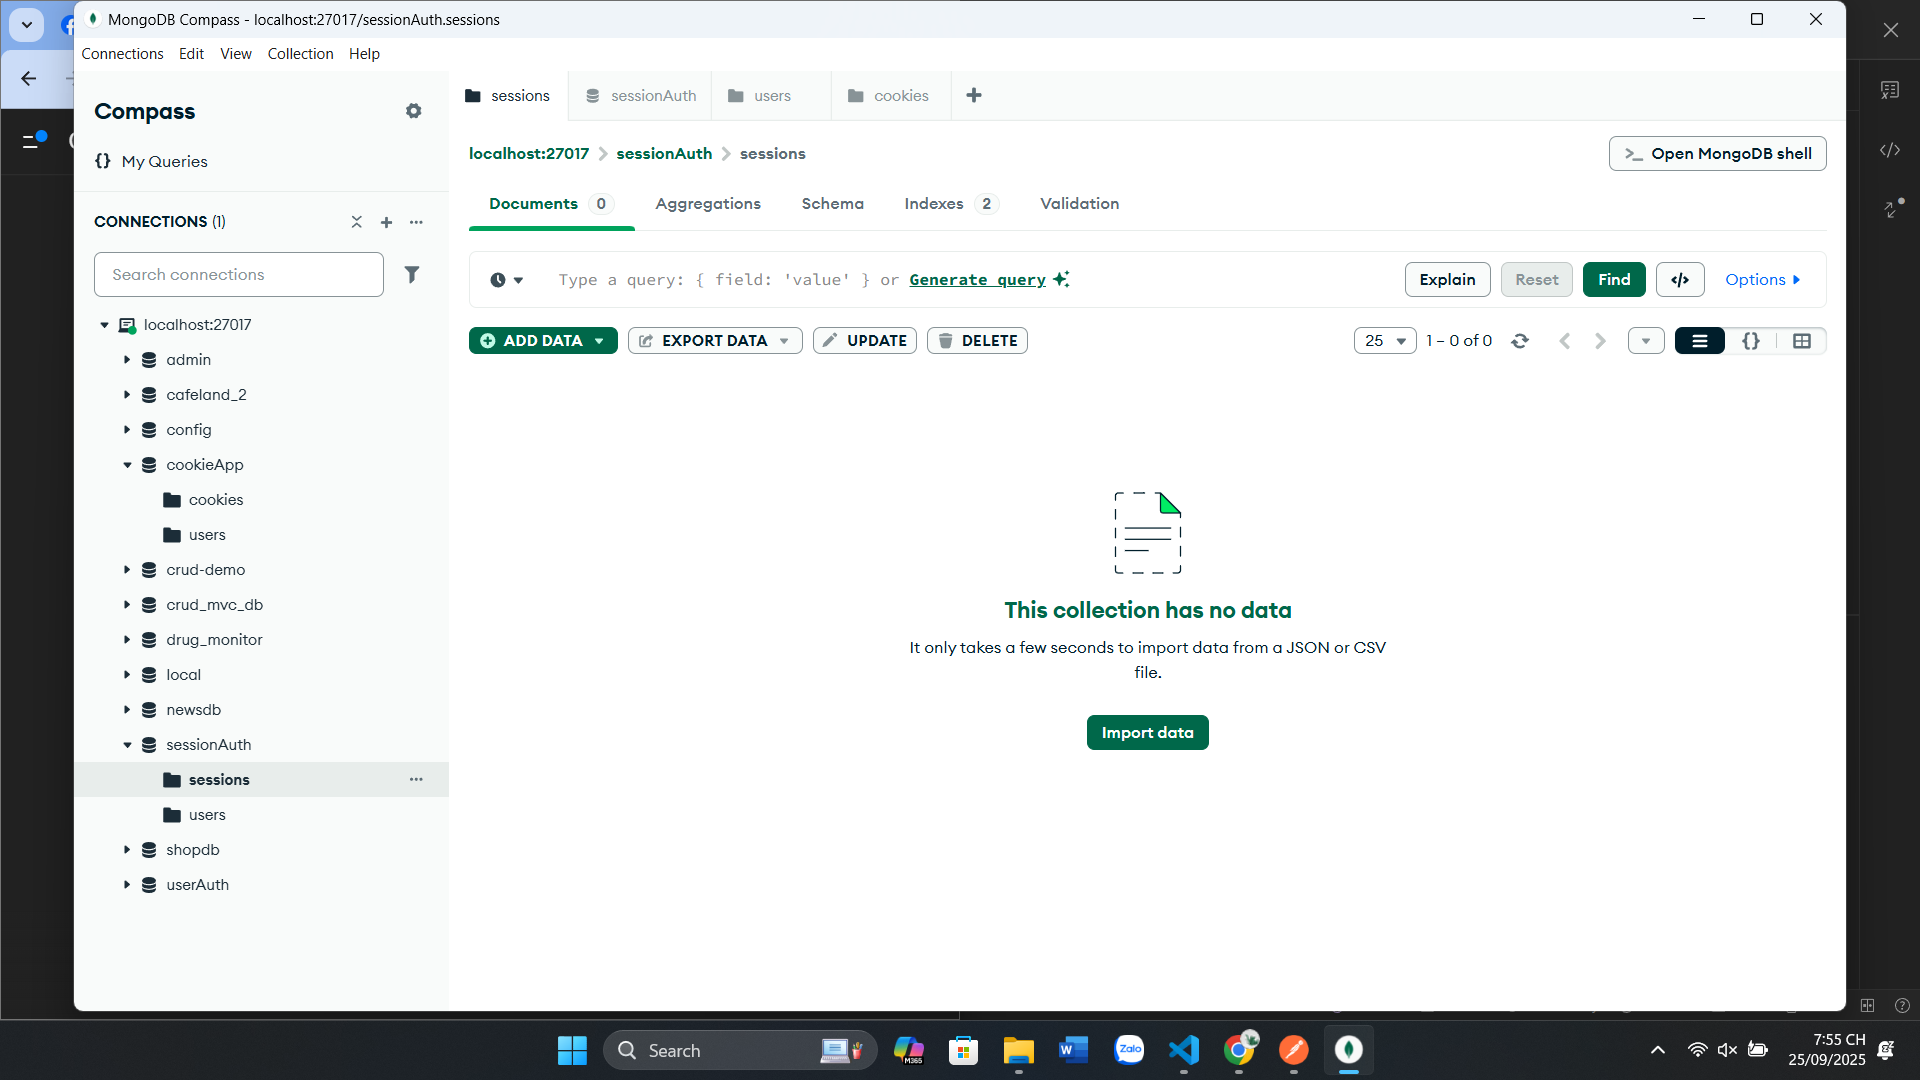 MongoDB Compass - localhost:27017/sessionAuth.sessions
Connections Edit View Collection Help
Compass
{} My Queries
CONNECTIONS (1)
Search connections
localhost:27017
admin
cafeland_2
config
cookieApp
cookies
users
crud-demo
crud_mvc_db
drug_monitor
local
newsdb
sessionAuth
sessions
users
shopdb
userAuth
sessions sessionAuth users cookies
localhost:27017 > sessionAuth > sessions
>_ Open MongoDB shell
Documents 0 Aggregations Schema Indexes 2 Validation
Type a query: { field: 'value' } or Generate query
Explain Reset Find </> Options
ADD DATA EXPORT DATA UPDATE DELETE
25 1 – 0 of 0 {}
This collection has no data
It only takes a few seconds to import data from a JSON or CSV
file.
Import data
Search
M365
Zalo
7:55 CH
25/09/2025